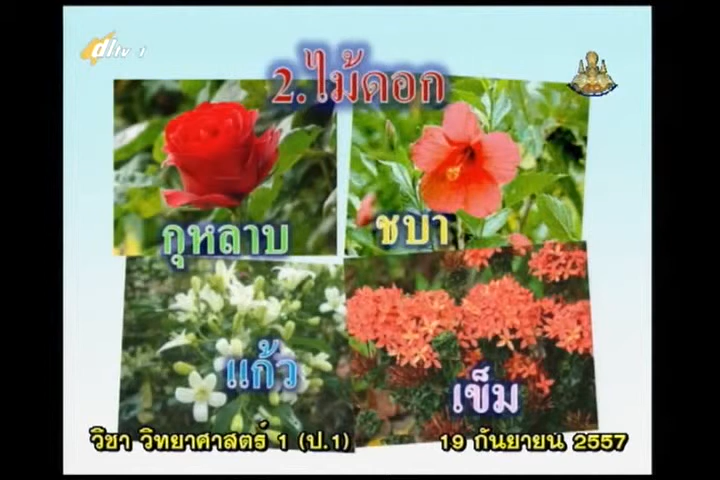 dltv 1
2.ไม้ดอก
กุหลาบ
ชบา
แก้ว
เข็ม
วิชา วิทยาศาสตร์ 1 (ป.1)
19 กันยายน 2557